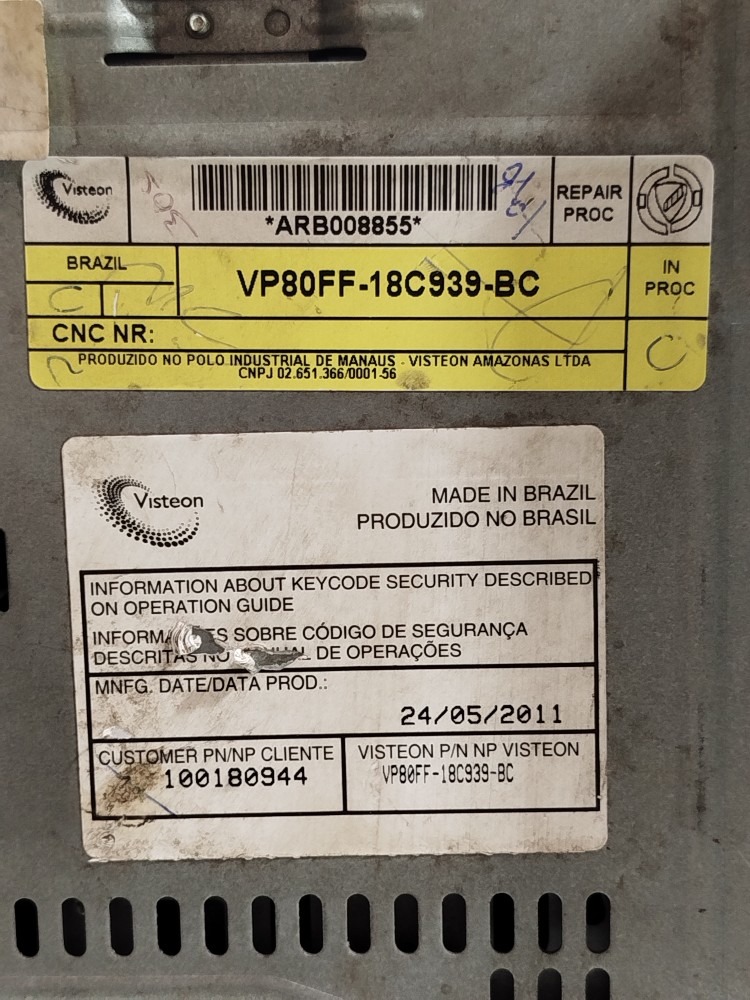 Visteon
*ARB008855*
REPAIR PROC
BRAZIL
VP80FF-18C939-BC
IN PROC
C
C
CNC NR:
PRODUZIDO NO POLO INDUSTRIAL DE MANAUS - VISTEON AMAZONAS LTDA
CNPJ 02.651.366/0001-56
Visteon
MADE IN BRAZIL
PRODUZIDO NO BRASIL
INFORMATION ABOUT KEYCODE SECURITY DESCRIBED
ON OPERATION GUIDE
SOBRE CÓDIGO DE SEGURANÇA
DESCRITAS NO DE OPERAÇÕES
MNFG. DATE/DATA PROD.:
24/05/2011
CUSTOMER PN/NP CLIENTE
100180944
VISTEON P/N NP VISTEON
VP80FF-18C939-BC